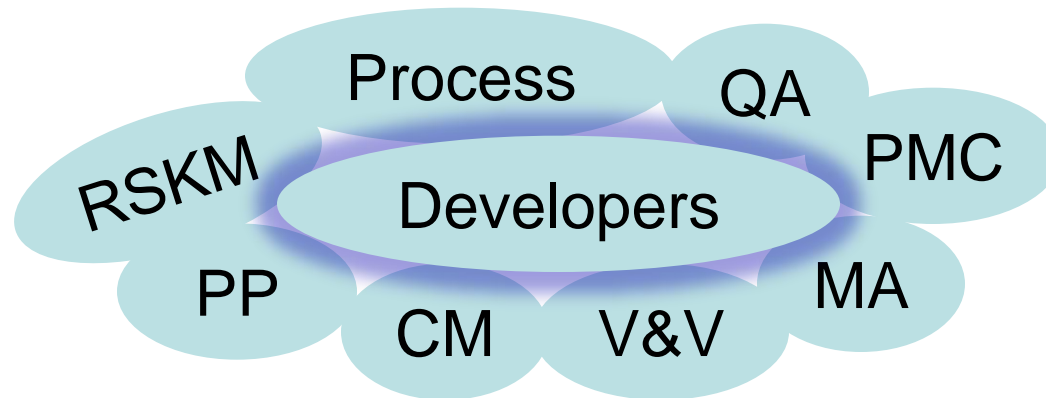 Process
QA
PMC
RSKM
Developers
PP
MA
CM
V&V